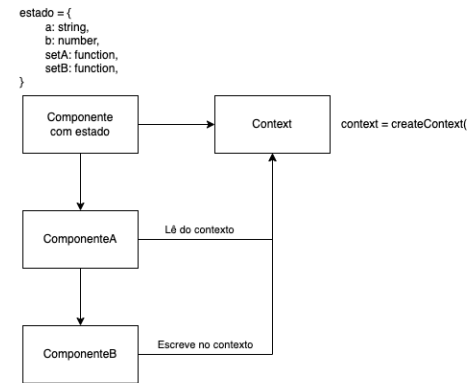 estado = {
a: string,
b: number,
setA: function,
setB: function,
}
Componente
com estado
Context
context = createContext(
ComponenteA
Lê do contexto
ComponenteB
Escreve no contexto